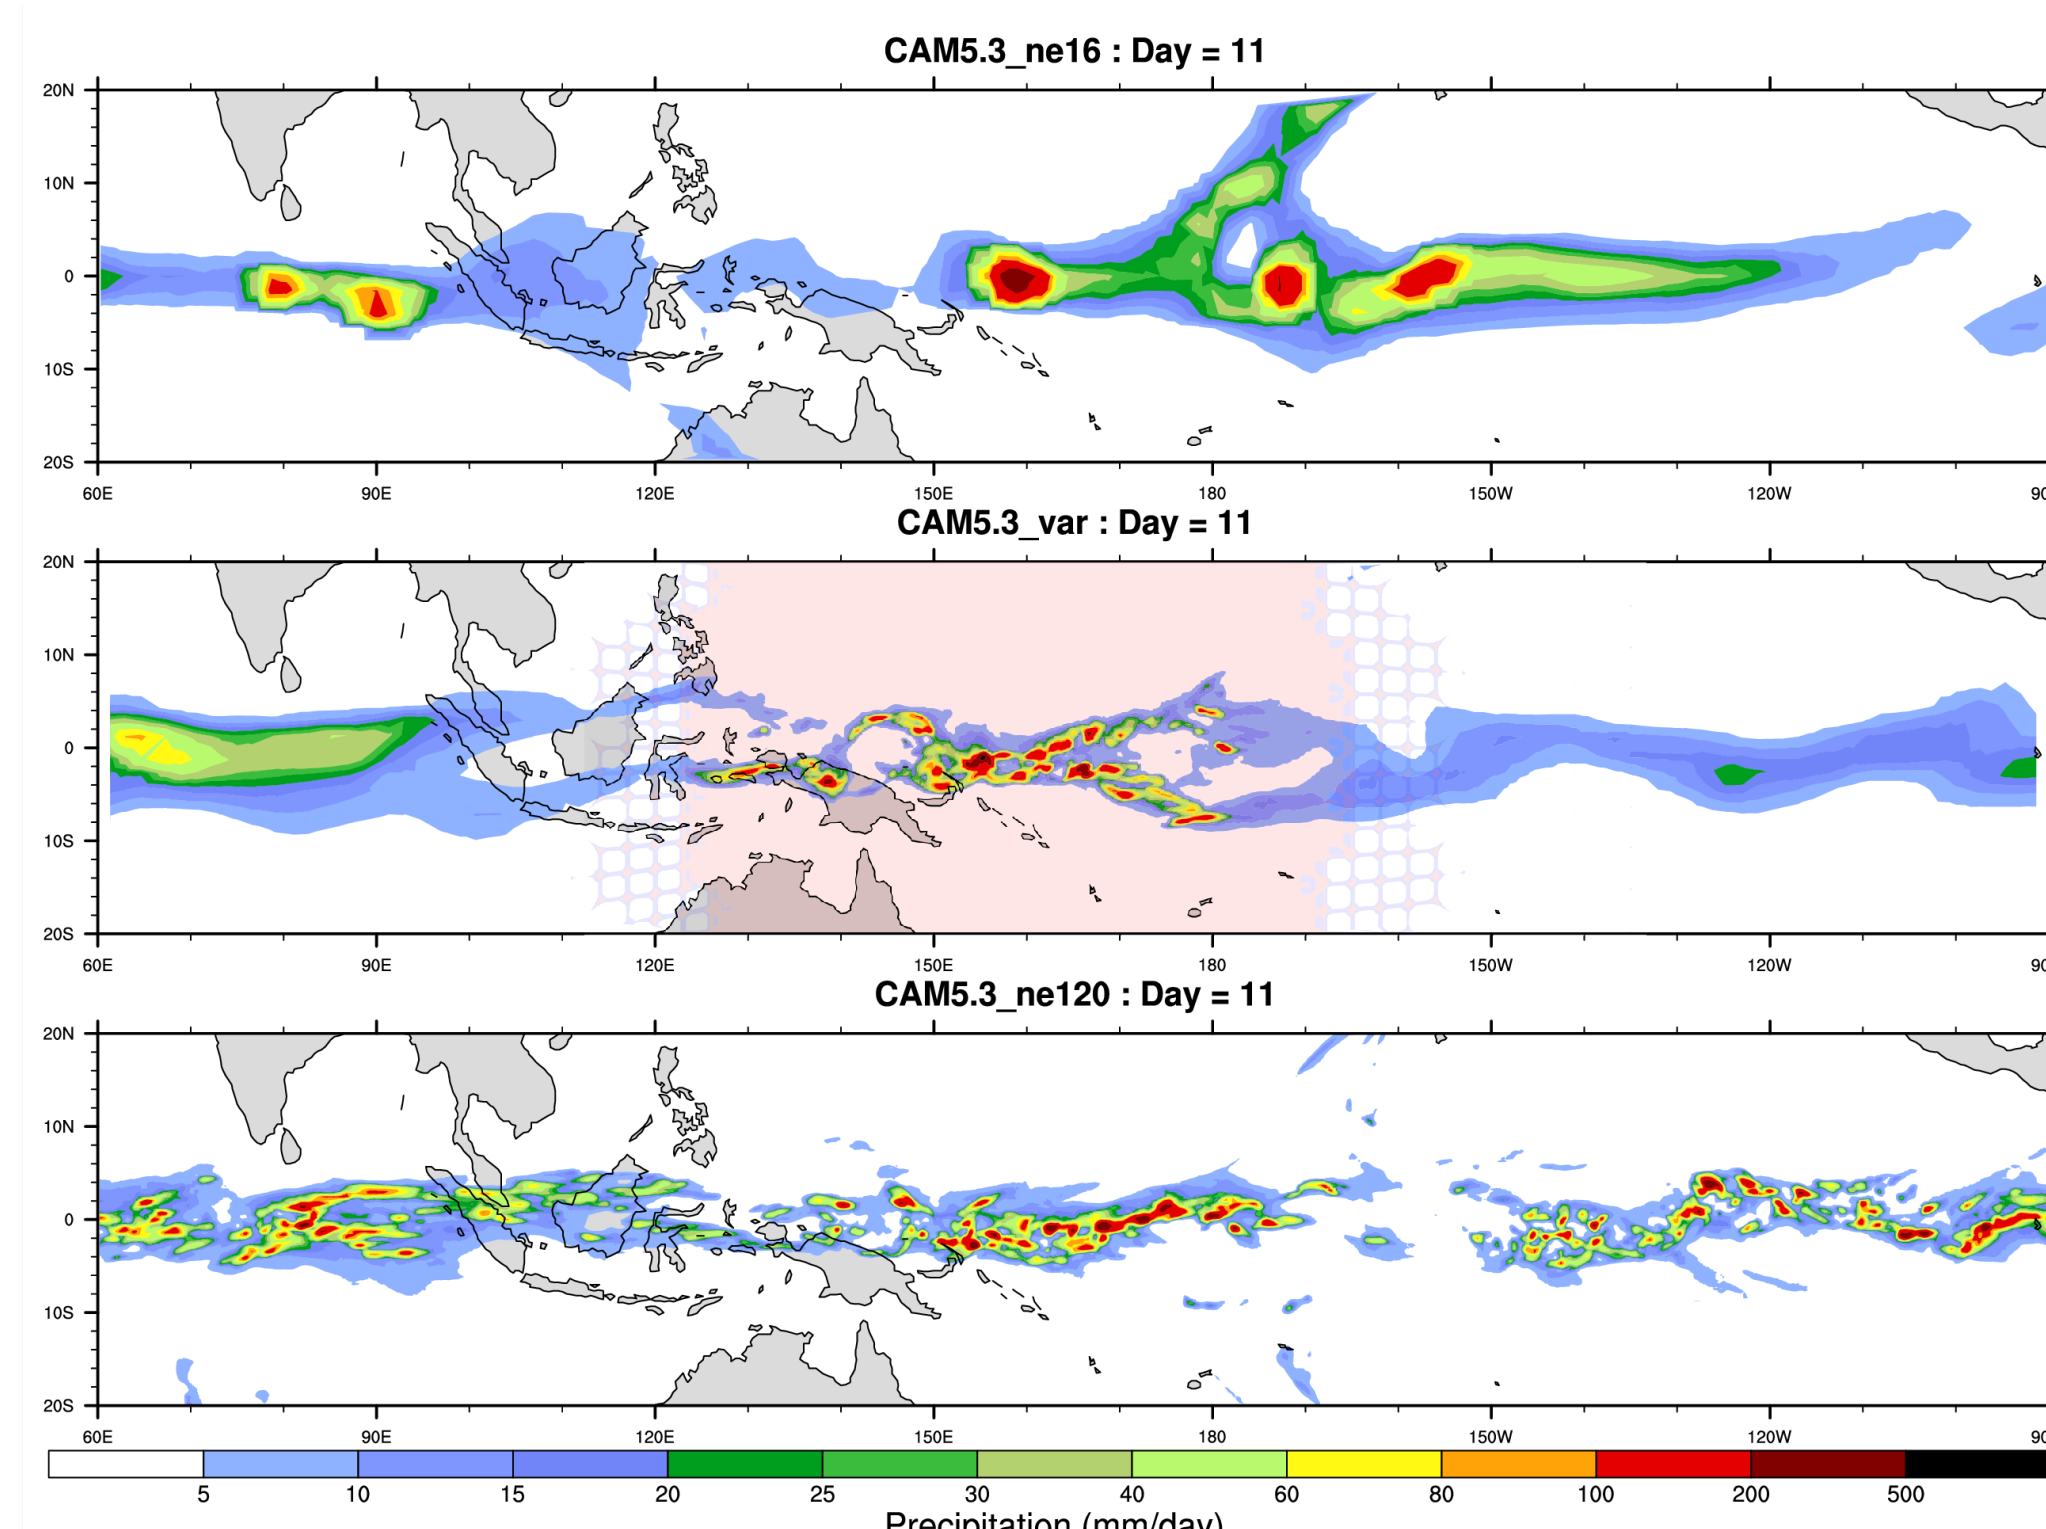 CAM5.3_ne16 : Day = 11
20N
10N
0
10S
20S
60E 90E 120E 150E 180 150W 120W 90
CAM5.3_var : Day = 11
20N
10N
0
10S
20S
60E 90E 120E 150E 180 150W 120W 90
CAM5.3_ne120 : Day = 11
20N
10N
0
10S
20S
60E 90E 120E 150E 180 150W 120W 90
5 10 15 20 25 30 40 60 80 100 200 500
Precipitation (mm/day)